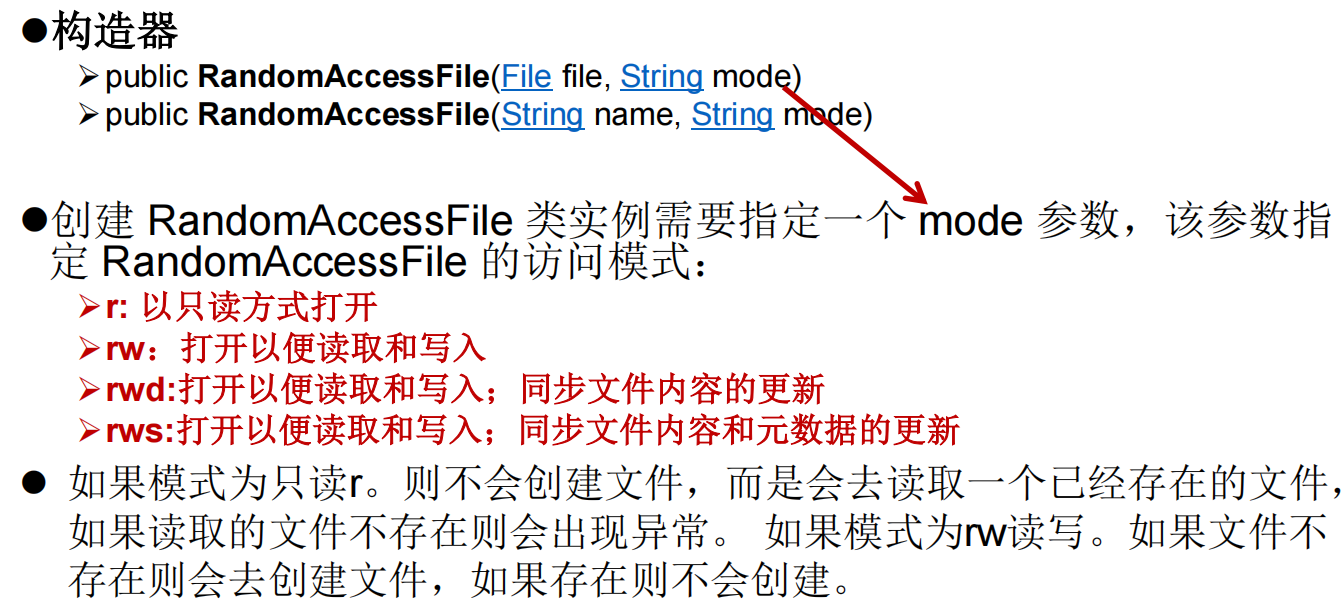 ●构造器
➢public RandomAccessFile(File file, String mode)
➢public RandomAccessFile(String name, String mode)
●创建 RandomAccessFile 类实例需要指定一个 mode 参数，该参数指
定 RandomAccessFile 的访问模式：
➢r: 以只读方式打开
➢rw：打开以便读取和写入
➢rwd:打开以便读取和写入；同步文件内容的更新
➢rws:打开以便读取和写入；同步文件内容和元数据的更新
● 如果模式为只读r。则不会创建文件，而是会去读取一个已经存在的文件，
如果读取的文件不存在则会出现异常。 如果模式为rw读写。如果文件不
存在则会去创建文件，如果存在则不会创建。